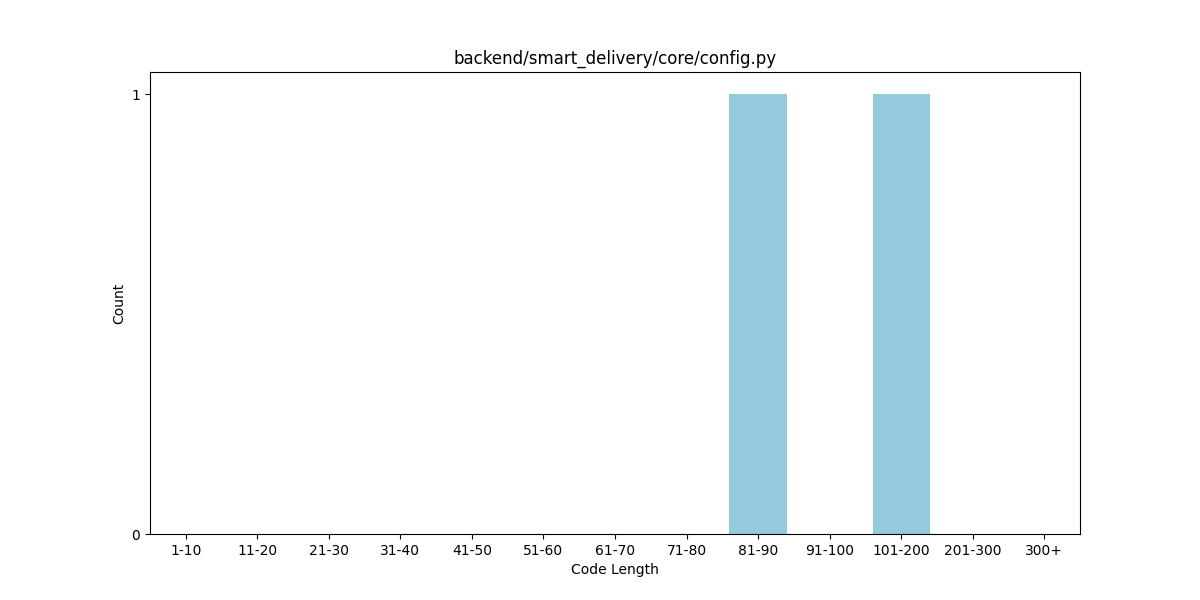 backend/smart_delivery/core/config.py
1
Count
0
1-10 11-20 21-30 31-40 41-50 51-60 61-70 71-80 81-90 91-100 101-200 201-300 300+
Code Length